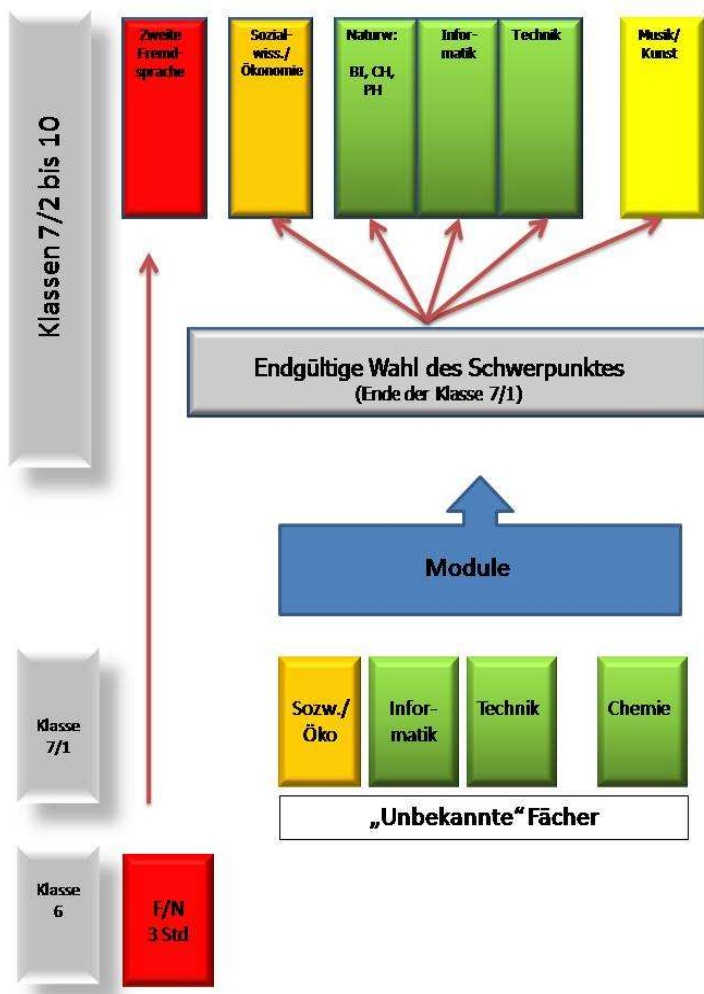 Klassen 7/2 bis 10
Zweite
Fremd-
sprache
Sozial-
wiss./
Ökonomie
Naturw:
BI, CH,
PH
Infor-
matik
Technik
Musik/
Kunst
Endgültige Wahl des Schwerpunktes
(Ende der Klasse 7/1)
Module
Klasse
7/1
Sozw./
Öko
Infor-
matik
Technik
Chemie
„Unbekannte“ Fächer
Klasse
6
F/N
3 Std